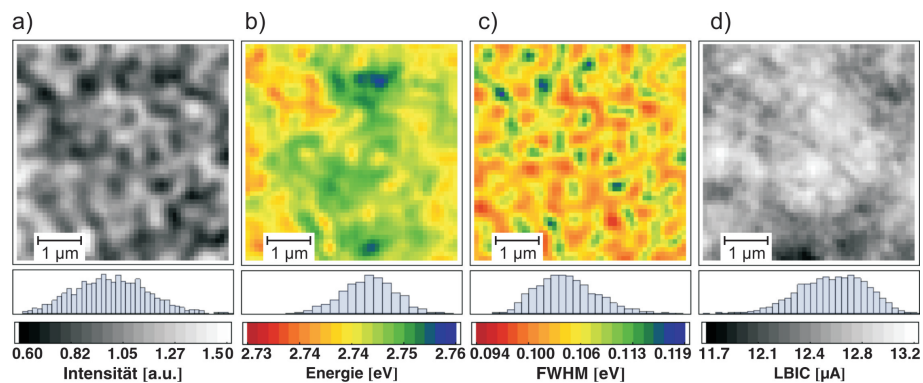 a) b) c) d)
1 µm 1 µm 1 µm 1 µm
0.60 0.82 1.05 1.27 1.50 2.73 2.74 2.74 2.75 2.76 0.094 0.100 0.106 0.113 0.119 11.7 12.1 12.4 12.8 13.2
Intensität [a.u.] Energie [eV] FWHM [eV] LBIC [µA]